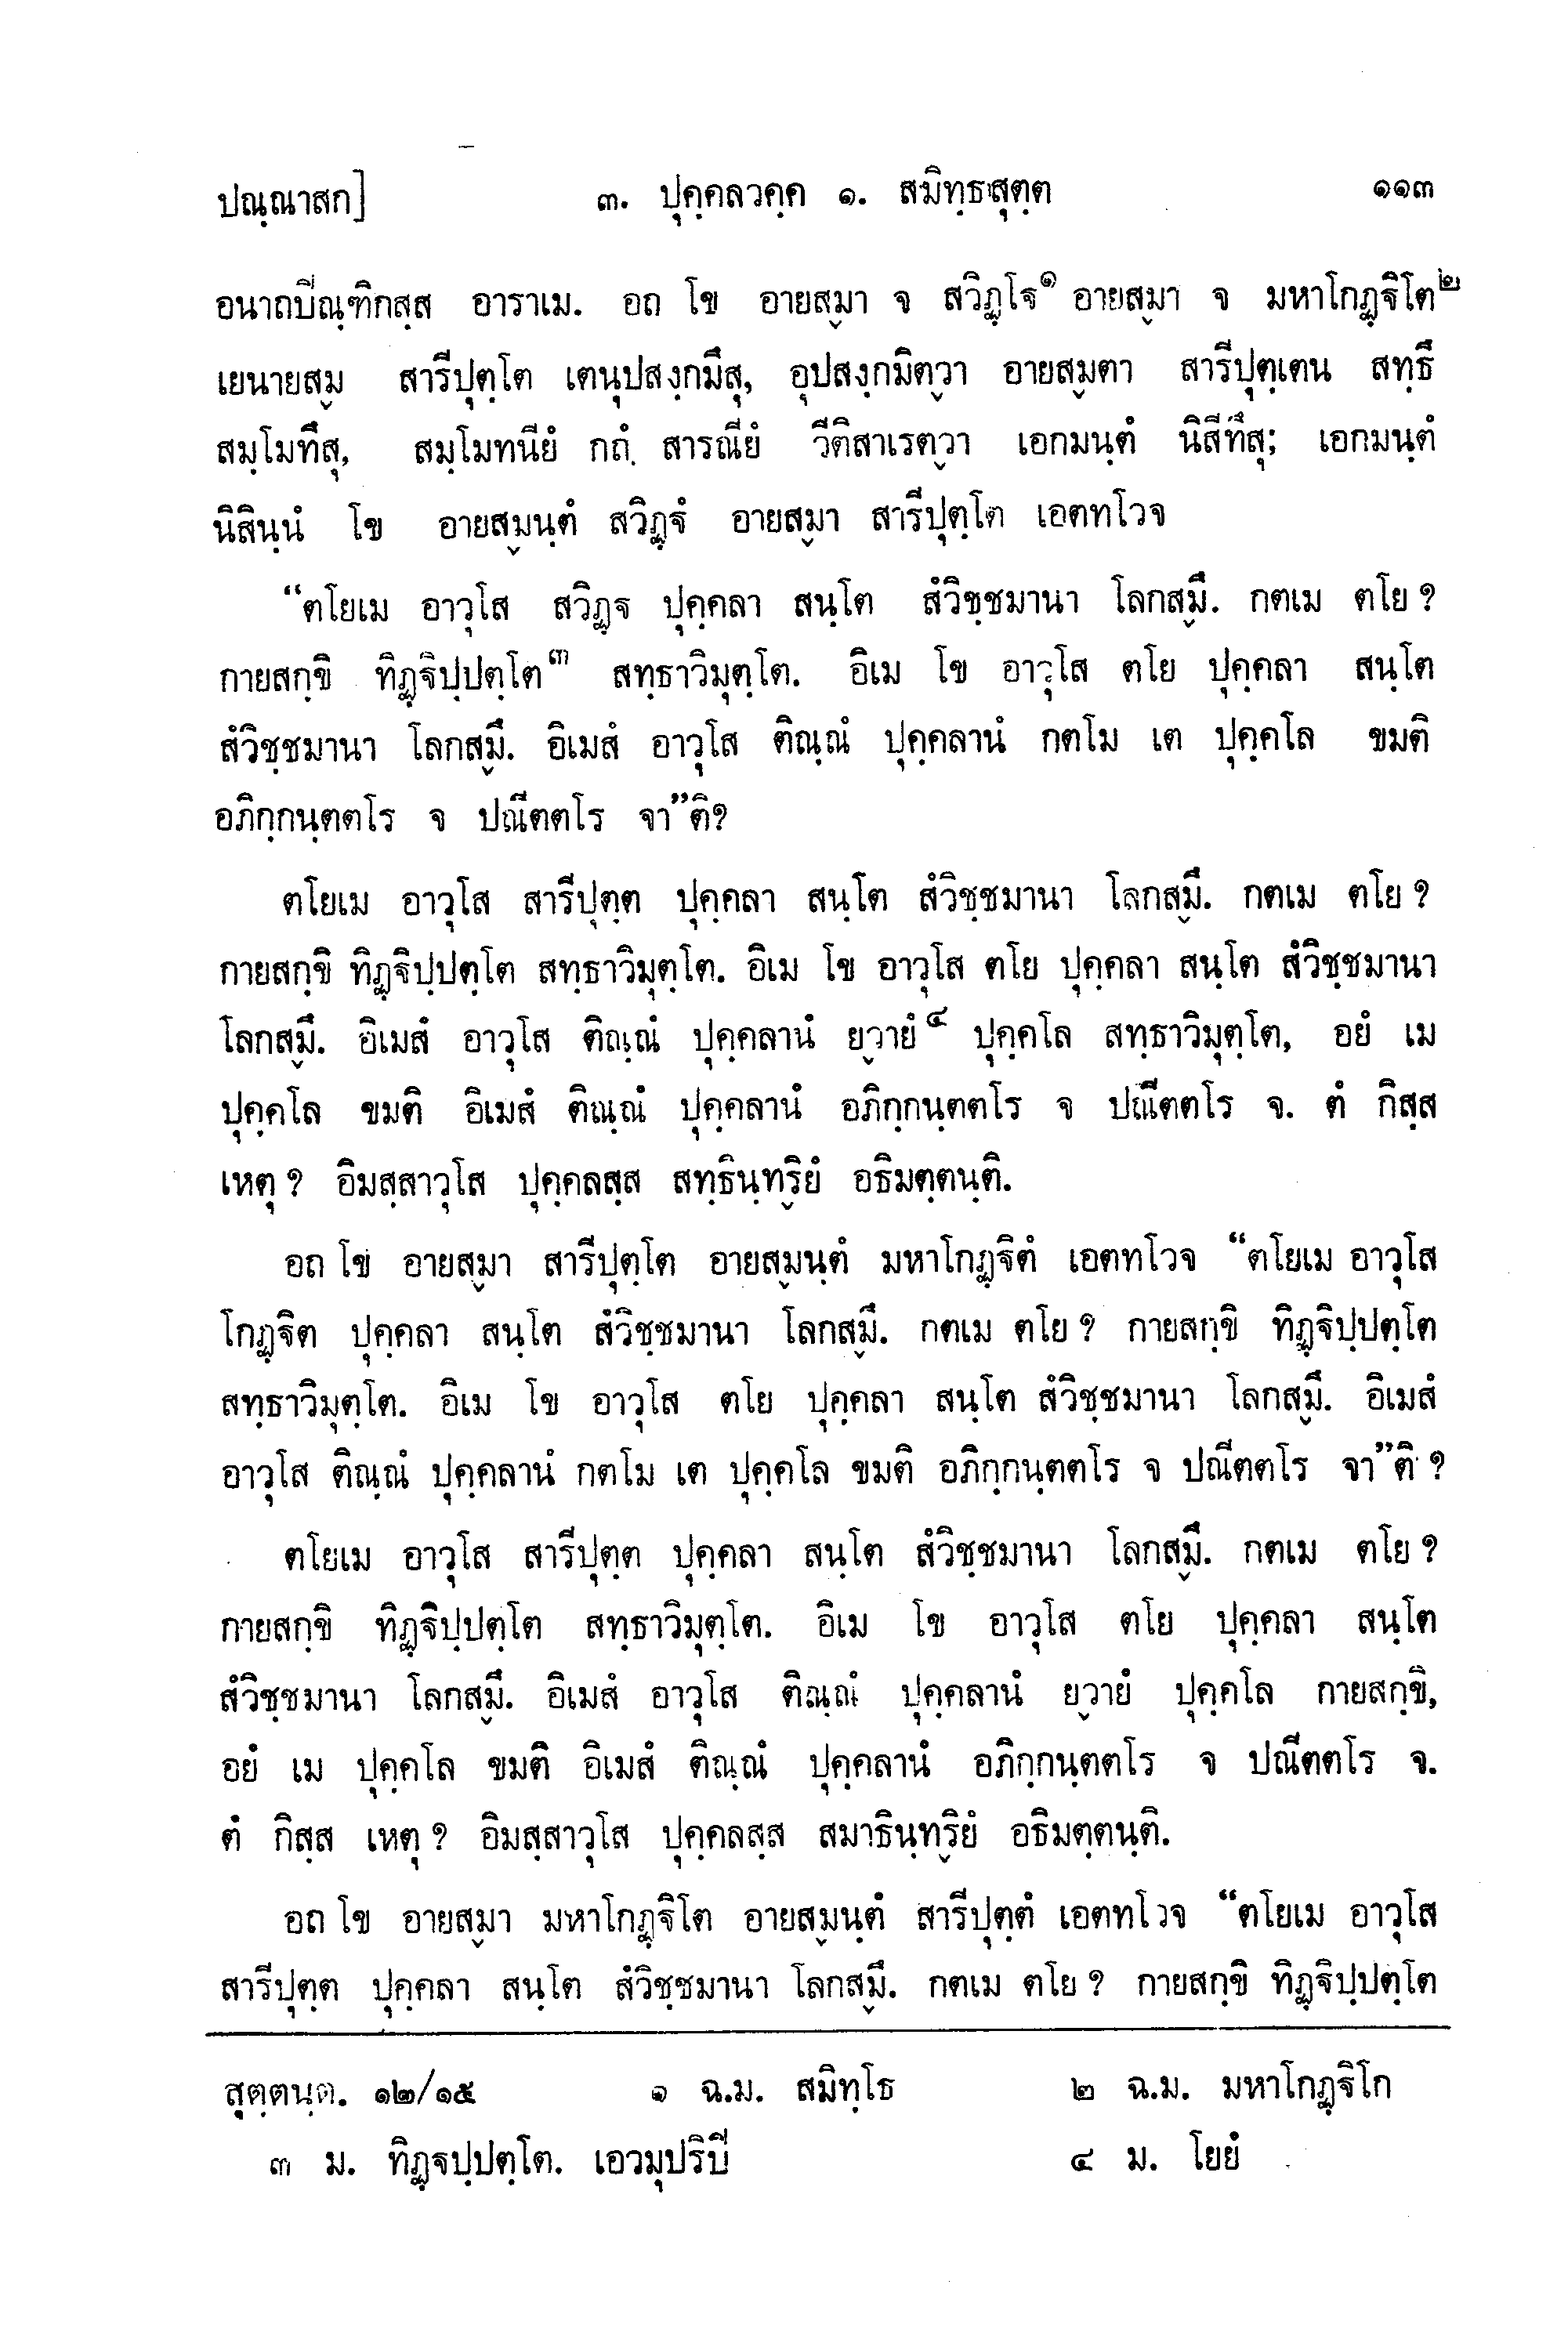 ปณฺณาสก]	๓. ปุคฺคลวคฺค ๑. สมิทฺธสุตฺต	๑๑๓
อนาถบีณฺฑิกสฺส อาราเม. อถ โข อายสฺมา จ สวิฏฺโฐ๑ อายสฺมา จ มหาโกฏฺฐิโต๒
เยนายสฺมฺ สารีปุตฺโต เตนุปสงฺกมึสุ, อุปสงฺกมิตฺวา อายสฺมตา สารีปุตฺเตน สทฺธึ
สมฺโมทึสุ, สมฺโมทนียํ กถํ สารณียํ วีติสาเรตฺวา เอกมนฺตํ นิสีทึสุ; เอกมนฺตํ
นิสินฺนํ โข อายสฺมนฺตํ สวิฏฺฐํ อายสฺมา สารีปุตฺโต เอตทโวจ
“ตโยเม อาวุโส สวิฏฺฐ ปุคฺคลา สนฺโต สํวิชฺชมานา โลกสฺมึ. กตเม ตโย ?
กายสกฺขิ ทิฏฺฐิปฺปตฺโต๓ สทฺธาวิมุตฺโต. อิเม โข อาวุโส ตโย ปุคฺคลา สนฺโต
สํวิชฺชมานา โลกสฺมึ. อิเมสํ อาวุโส ติณฺณํ ปุคฺคลานํ กตโม เต ปุคฺคโล ขมติ
อภิกฺกนฺตตโร จ ปณีตตโร จา”ติ?
ตโยเม อาวุโส สารีปุตฺต ปุคฺคลา สนฺโต สํวิชฺชมานา โลกสฺมึ. กตเม ตโย ?
กายสกฺขิ ทิฏฺฐิปฺปตฺโต สทฺธาวิมุตฺโต. อิเม โข อาวุโส ตโย ปุคฺคลา สนฺโต สํวิชฺชมานา
โลกสฺมึ. อิเมสํ อาวุโส ติณฺณํ ปุคฺคลานํ ยฺวายํ๔ ปุคฺคโล สทฺธาวิมุตฺโต, อยํ เม
ปุคฺคโล ขมติ อิเมสํ ติณฺณํ ปุคฺคลานํ อภิกฺกนฺตตโร จ ปณีตตโร จ. ตํ กิสฺส
เหตุ ? อิมสฺสาวุโส ปุคฺคลสฺส สทฺธินฺทฺริยํ อธิมตฺตนฺติ.
อถ โข อายสฺมา สารีปุตฺโต อายสฺมนฺตํ มหาโกฏฺฐิตํ เอตทโวจ “ตโยเม อาวุโส
โกฏฺฐิต ปุคฺคลา สนฺโต สํวิชฺชมานา โลกสฺมึ. กตเม ตโย ? กายสกฺขิ ทิฏฺฐิปฺปตฺโต
สทฺธาวิมุตฺโต. อิเม โข อาวุโส ตโย ปุคฺคลา สนฺโต สํวิชฺชมานา โลกสฺมึ. อิเมสํ
อาวุโส ติณฺณํ ปุคฺคลานํ กตโม เต ปุคฺคโล ขมติ อภิกฺกนฺตตโร จ ปณีตตโร จา”ติ ?
ตโยเม อาวุโส สารีปุตฺต ปุคฺคลา สนฺโต สํวิชฺชมานา โลกสฺมึ. กตเม ตโย ?
กายสกฺขิ ทิฏฺฐิปฺปตฺโต สทฺธาวิมุตฺโต. อิเม โข อาวุโส ตโย ปุคฺคลา สนฺโต
สํวิชฺชมานา โลกสฺมึ. อิเมสํ อาวุโส ติณฺณํ ปุคฺคลานํ ยฺวายํ ปุคฺคโล กายสกฺขิ,
อยํ เม ปุคฺคโล ขมติ อิเมสํ ติณฺณํ ปุคฺคลานํ อภิกฺกนฺตตโร จ ปณีตตโร จ.
ตํ กิสฺส เหตุ ? อิมสฺสาวุโส ปุคฺคลสฺส สมาธินฺทฺริยํ อธิมตฺตนฺติ.
อถ โข อายสฺมา มหาโกฏฺฐิโต อายสฺมนฺตํ สารีปุตฺตํ เอตทโวจ “ตโยเม อาวุโส
สารีปุตฺต ปุคฺคลา สนฺโต สํวิชฺชมานา โลกสฺมึ. กตเม ตโย ? กายสกฺขิ ทิฏฺฐิปฺปตฺโต
สุตฺตนฺต. ๑๒/๑๕	๑ ฉ.ม. สมิทฺโธ	๒ ฉ.ม. มหาโกฏฺฐิโก
๓ ม. ทิฏฺฐปฺปตฺโต. เอวมุปริบี	๔ ม. โยยํ